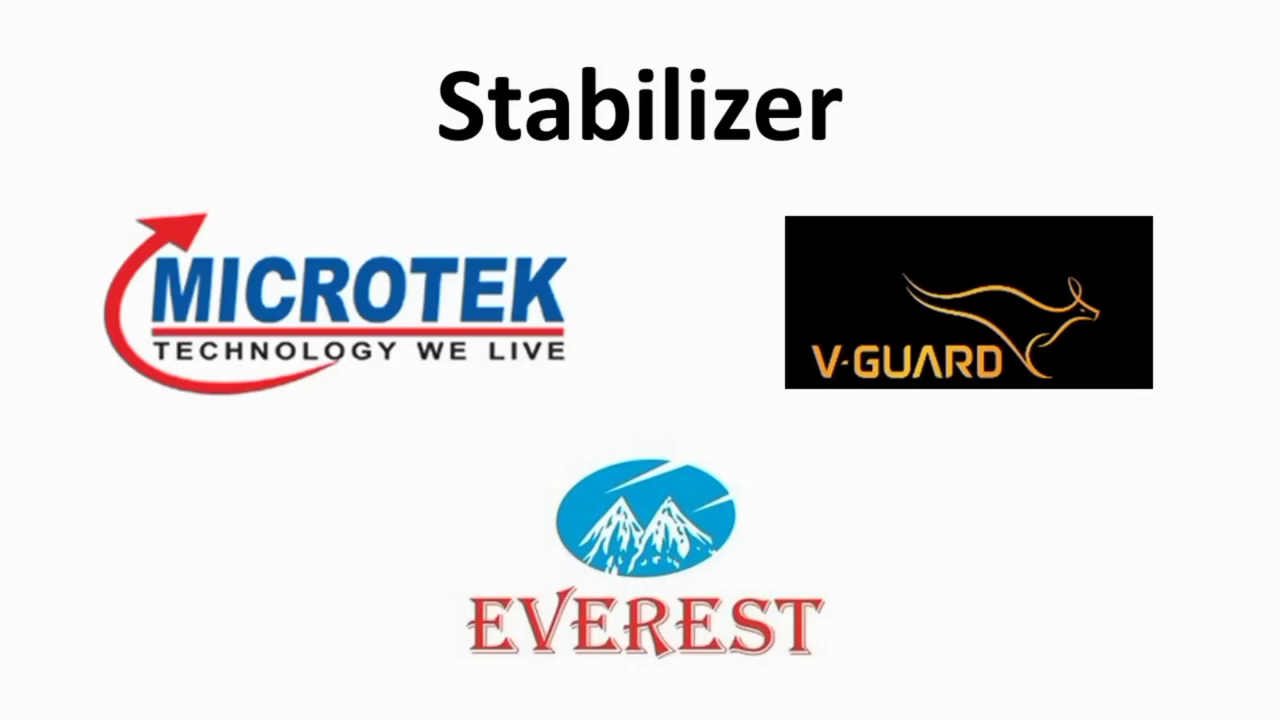 Stabilizer
MICROTEK
TECHNOLOGY WE LIVE
V-GUARD
EVEREST